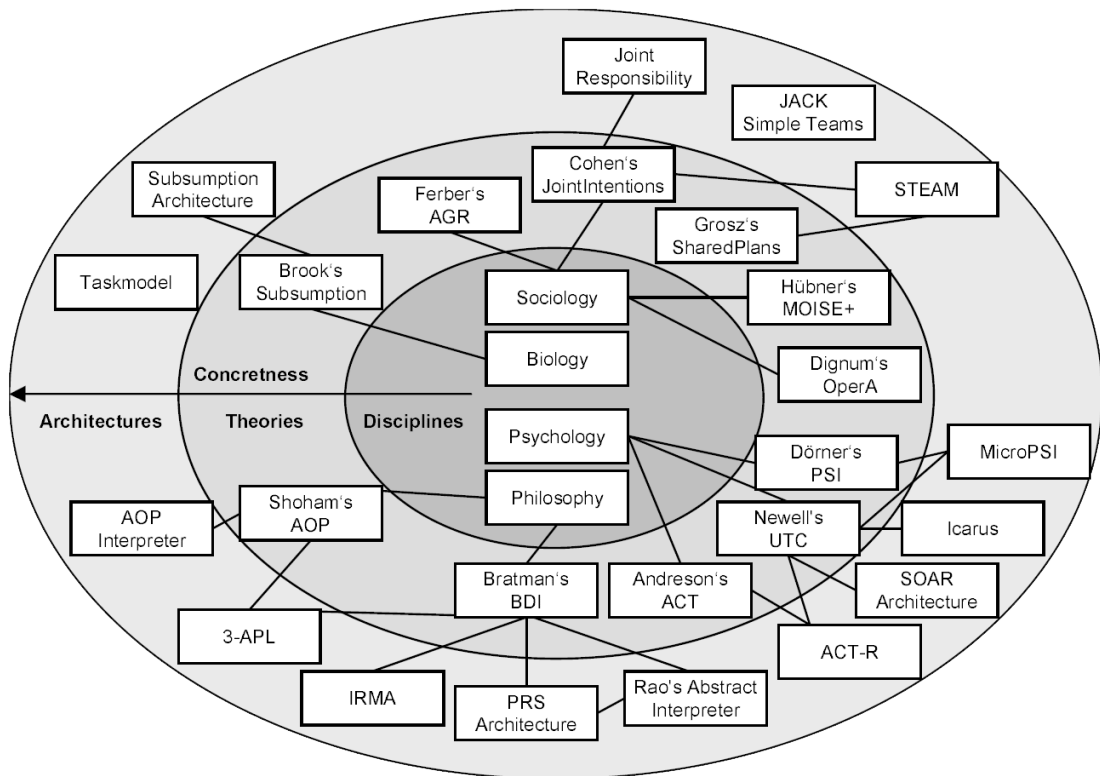 Joint
Responsibility
JACK
Simple Teams
Subsumption
Architecture
Ferber‘s
AGR
Cohen‘s
JointIntentions
STEAM
Grosz‘s
SharedPlans
Taskmodel
Brook‘s
Subsumption
Sociology
Hübner‘s
MOISE+
Biology
Dignum‘s
OperA
Concretness
Architectures
Theories
Disciplines
Psychology
Dörner‘s
PSI
MicroPSI
Philosophy
Shoham‘s
AOP
AOP
Interpreter
Newell's
UTC
Icarus
Bratman‘s
BDI
Andreson‘s
ACT
SOAR
Architecture
3-APL
ACT-R
IRMA
PRS
Architecture
Rao's Abstract
Interpreter